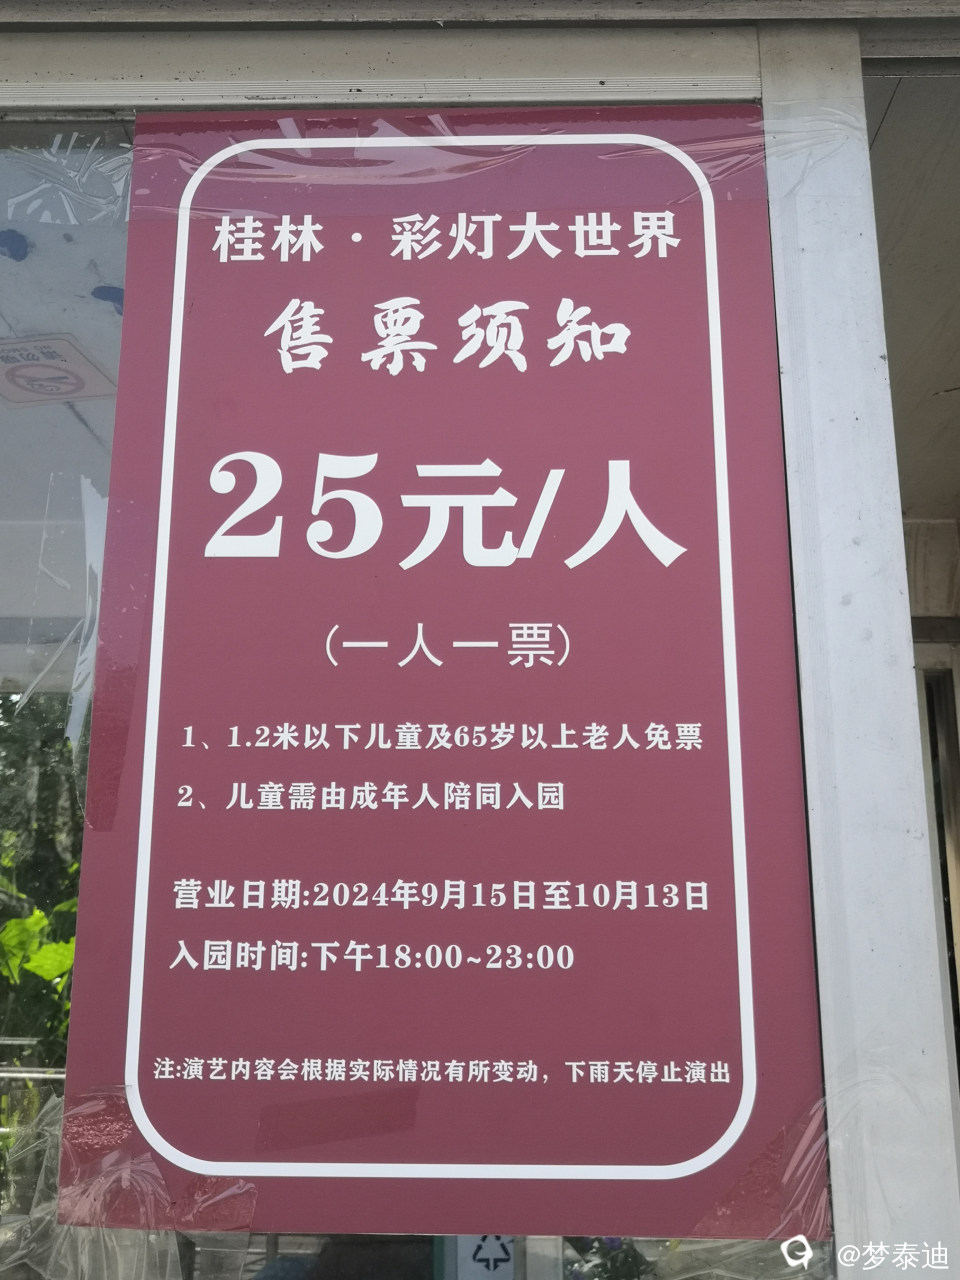 桂林·彩灯大世界
售票须知
25元/人
(一人一票)
1、1.2米以下儿童及65岁以上老人免票
2、儿童需由成年人陪同入园
营业日期:2024年9月15日至10月13日
入园时间:下午18:00~23:00
注:演艺内容会根据实际情况有所变动，下雨天停止演出
@梦泰迪